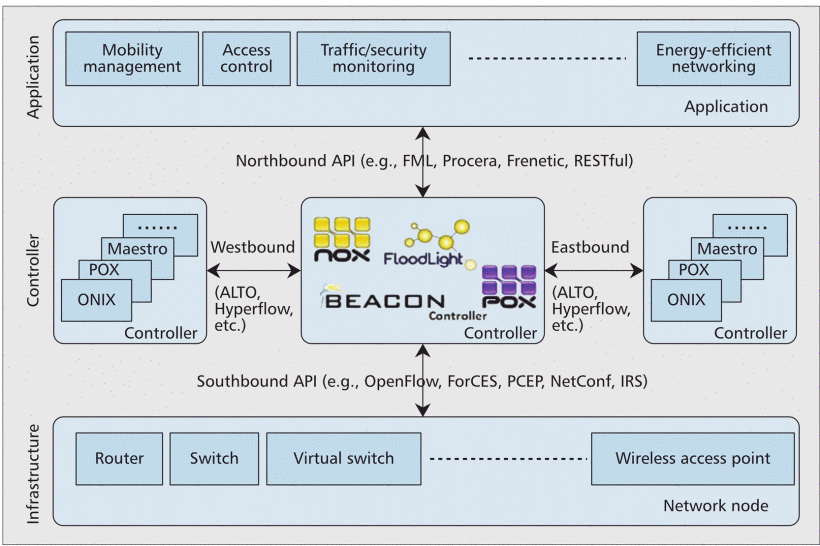 Application
Mobility
management
Access
control
Traffic/security
monitoring
Energy-efficient
networking
Application
Northbound API (e.g., FML, Procera, Frenetic, RESTful)
Controller
......
Maestro
POX
ONIX
Controller
Westbound
(ALTO,
Hyperflow,
etc.)
NOX
FloodLight
BEACON
Controller
POX
Controller
Eastbound
(ALTO,
Hyperflow,
etc.)
......
Maestro
POX
ONIX
Controller
Southbound API (e.g., OpenFlow, ForCES, PCEP, NetConf, IRS)
Infrastructure
Router
Switch
Virtual switch
Wireless access point
Network node